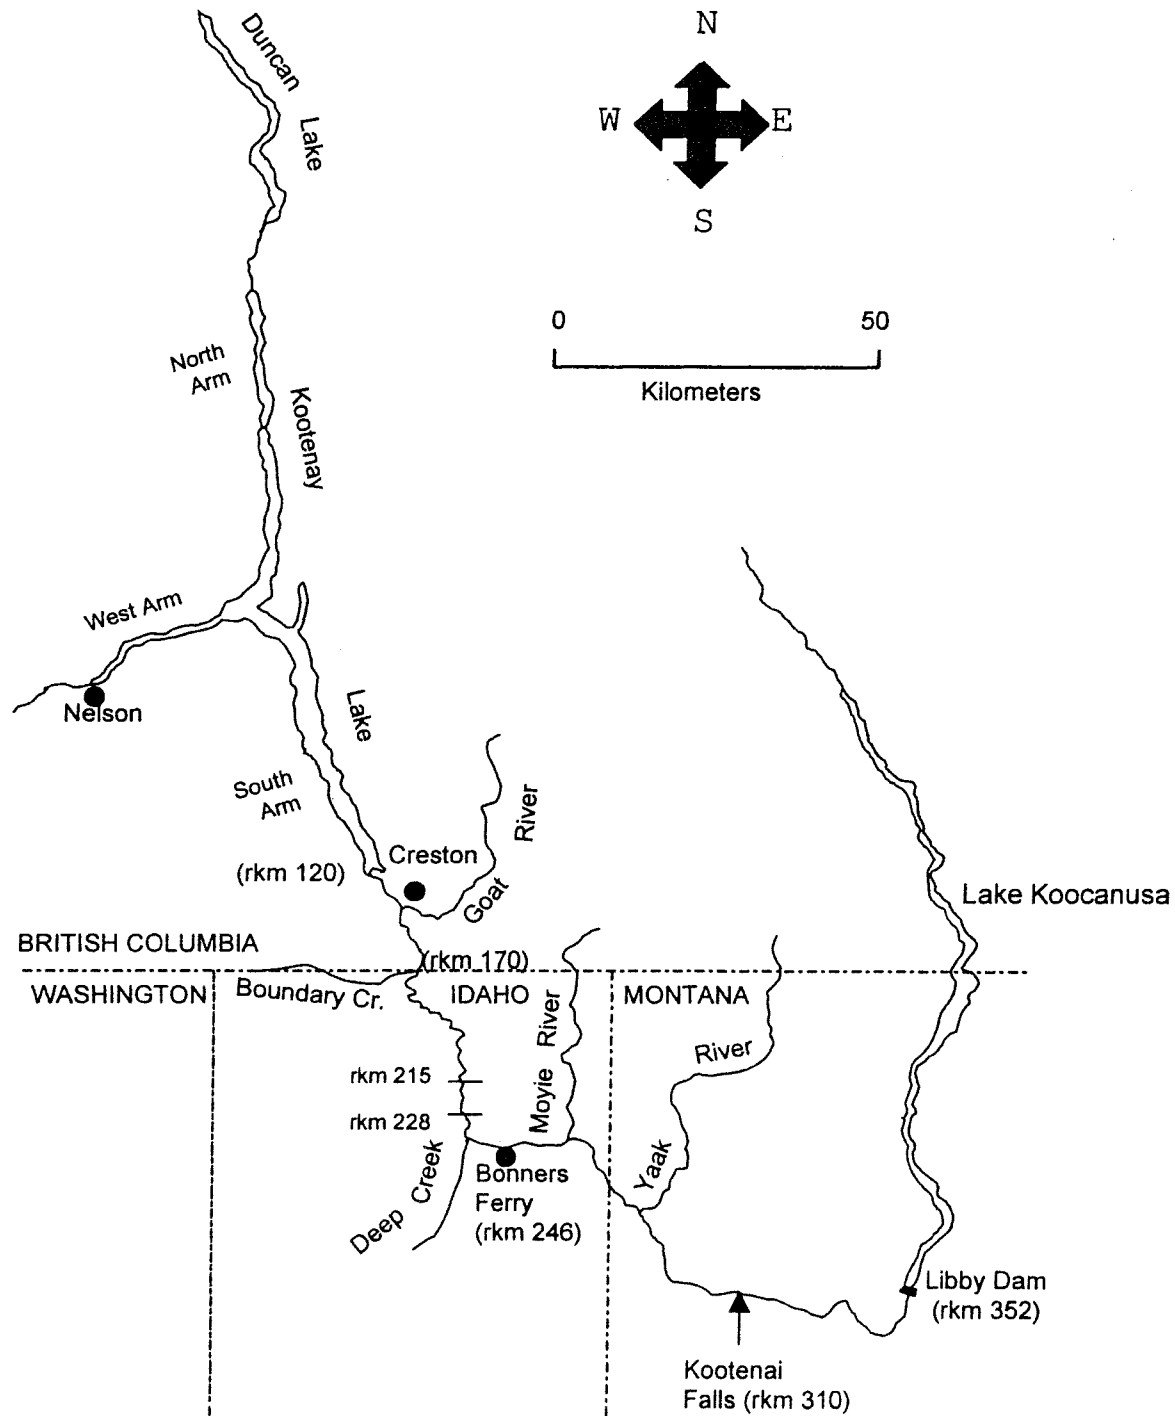 N
Duncan
Lake
W E
S
0 50
Kilometers
North
Arm
Kootenay
West Arm
Nelson
Lake
South
Arm
River
Creston
(rkm 120)
Goat
Lake Koocanusa
BRITISH COLUMBIA
(rkm 170)
WASHINGTON
Boundary Cr.
IDAHO
MONTANA
River
River
rkm 215
Moyie
rkm 228
Creek
Yaak
Bonners
Ferry
(rkm 246)
Deep
Libby Dam
(rkm 352)
Kootenai
Falls (rkm 310)